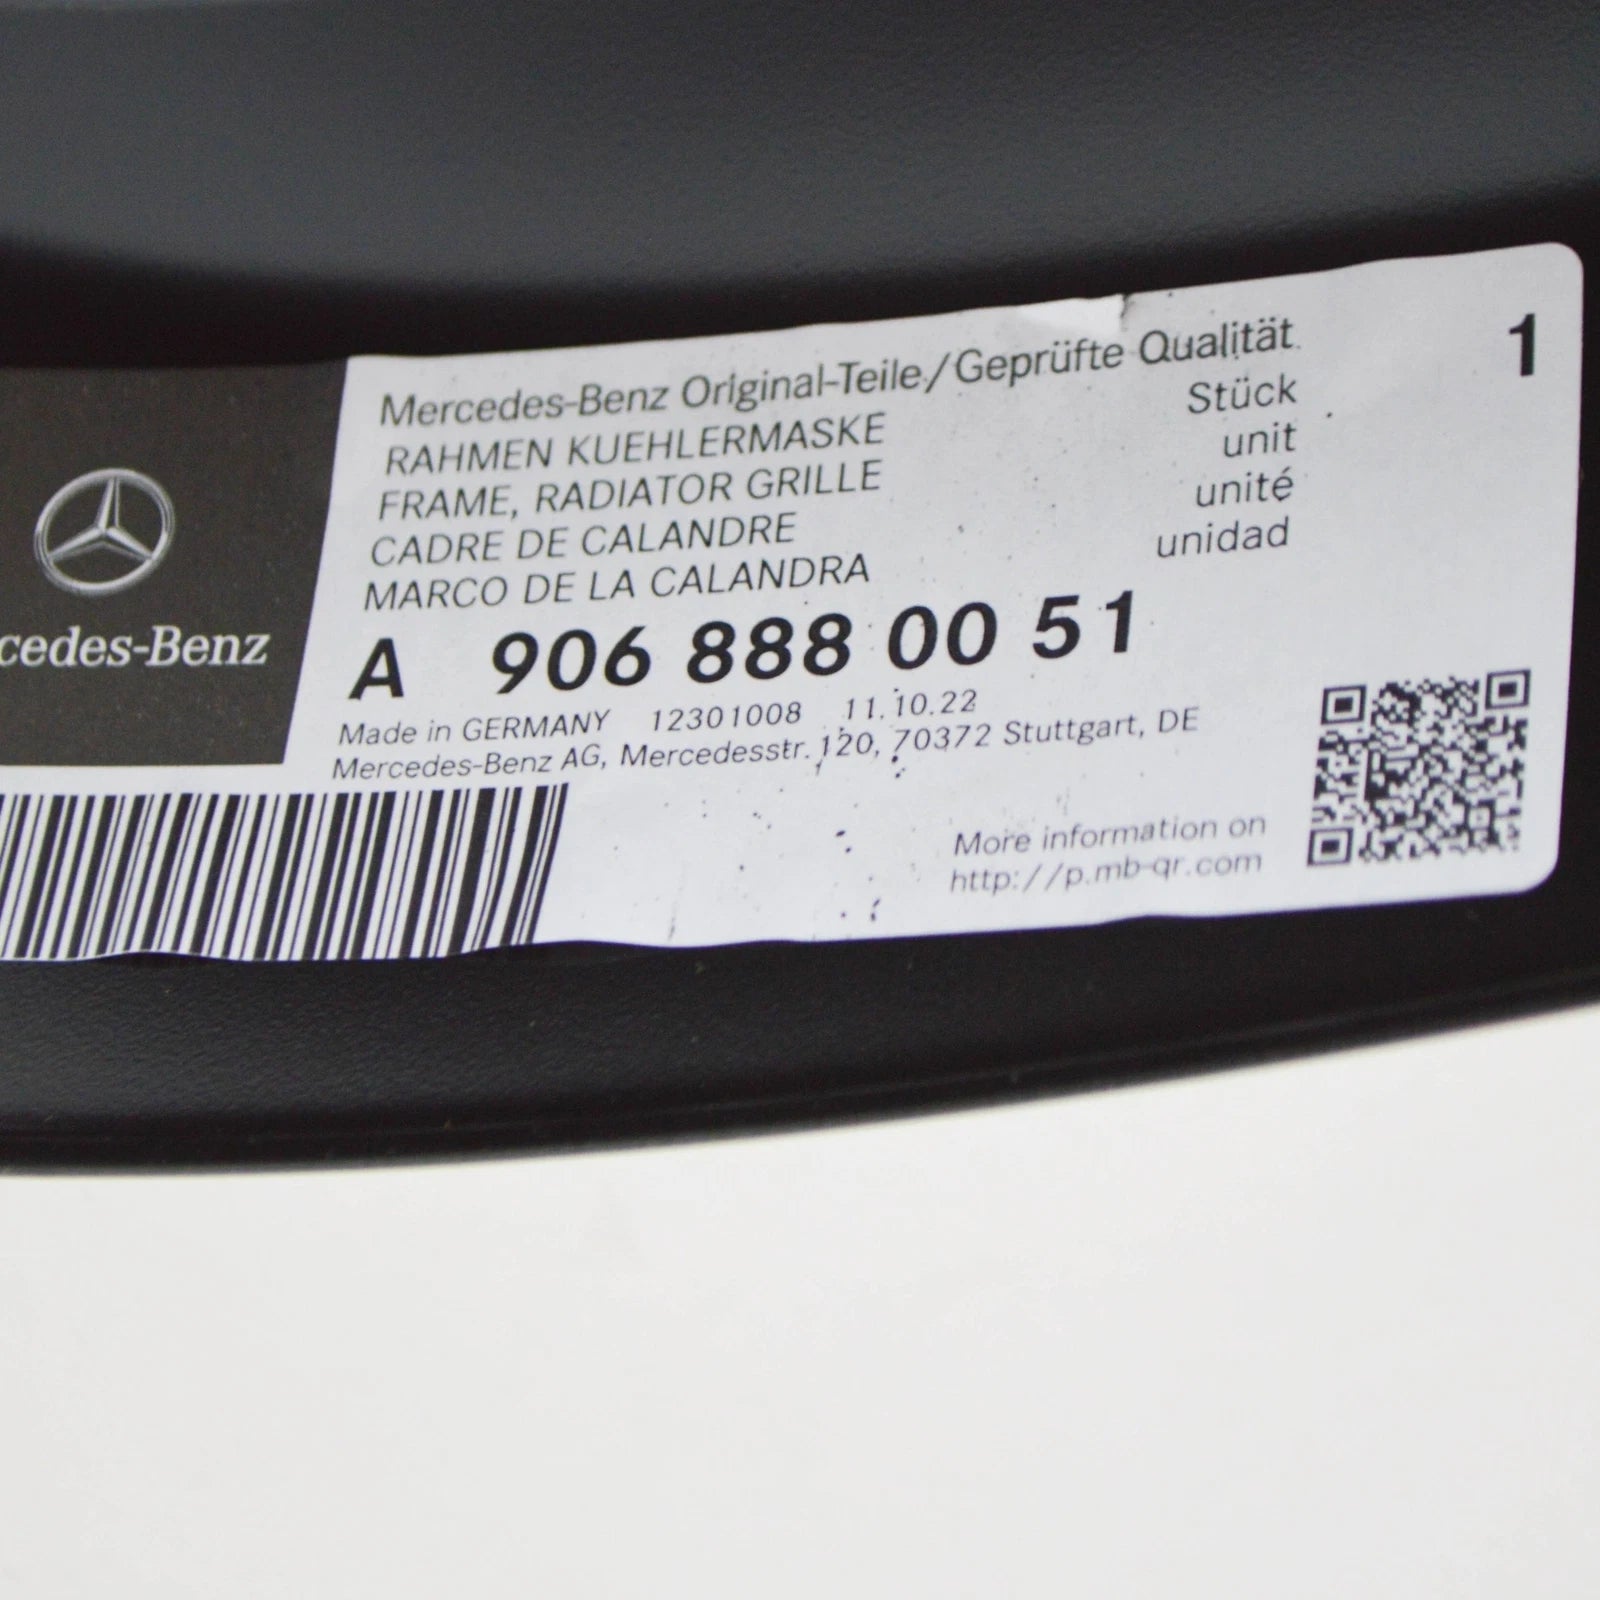 Mercedes-Benz Original-Teile/Geprüfte Qualität
1
RAHMEN KUEHLERMASKE
Stück
FRAME, RADIATOR GRILLE
unit
CADRE DE CALANDRE
unité
MARCO DE LA CALANDRA
unidad
cedes-Benz
A 906 888 00 51
Made in GERMANY 12301008 11.10.22
Mercedes-Benz AG, Mercedesstr. 120, 70372 Stuttgart, DE
More information on
http://p.mb-qr.com